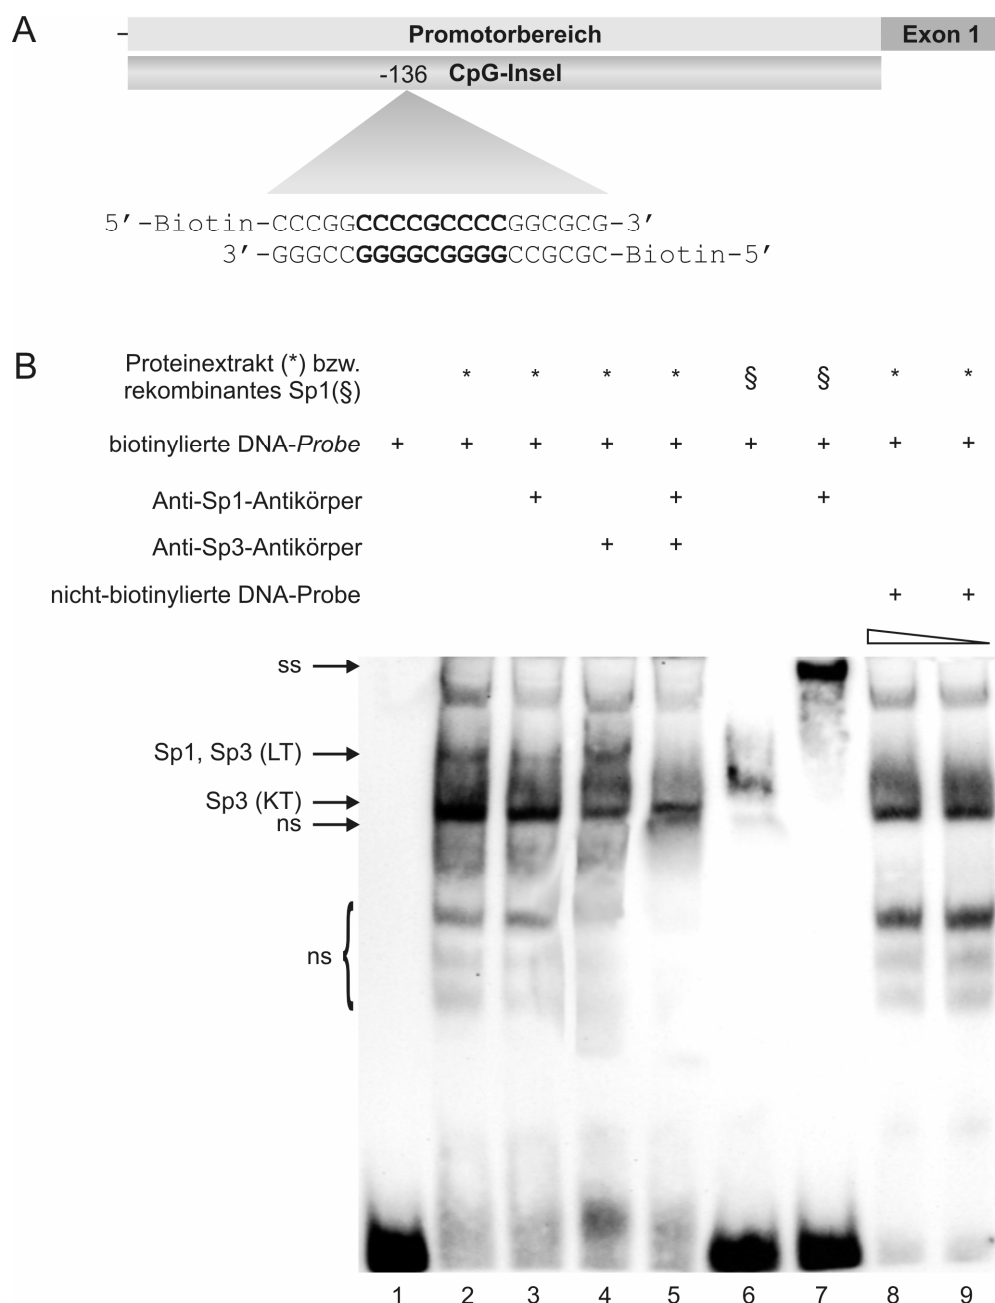 A
Promotorbereich Exon 1
-136 CpG-Insel
5'-Biotin-CCCGGCCCCGCCCCGGCGCG-3'
3'-GGGCCGGGGCGGGGCCGCGC-Biotin-5'
B
Proteinextrakt (*) bzw.
rekombinantes Sp1(§) * * * * § § * *
biotinylierte DNA-Probe + + + + + + + + +
Anti-Sp1-Antikörper + + +
Anti-Sp3-Antikörper + +
nicht-biotinylierte DNA-Probe + +
ss
Sp1, Sp3 (LT)
Sp3 (KT)
ns
ns
1 2 3 4 5 6 7 8 9